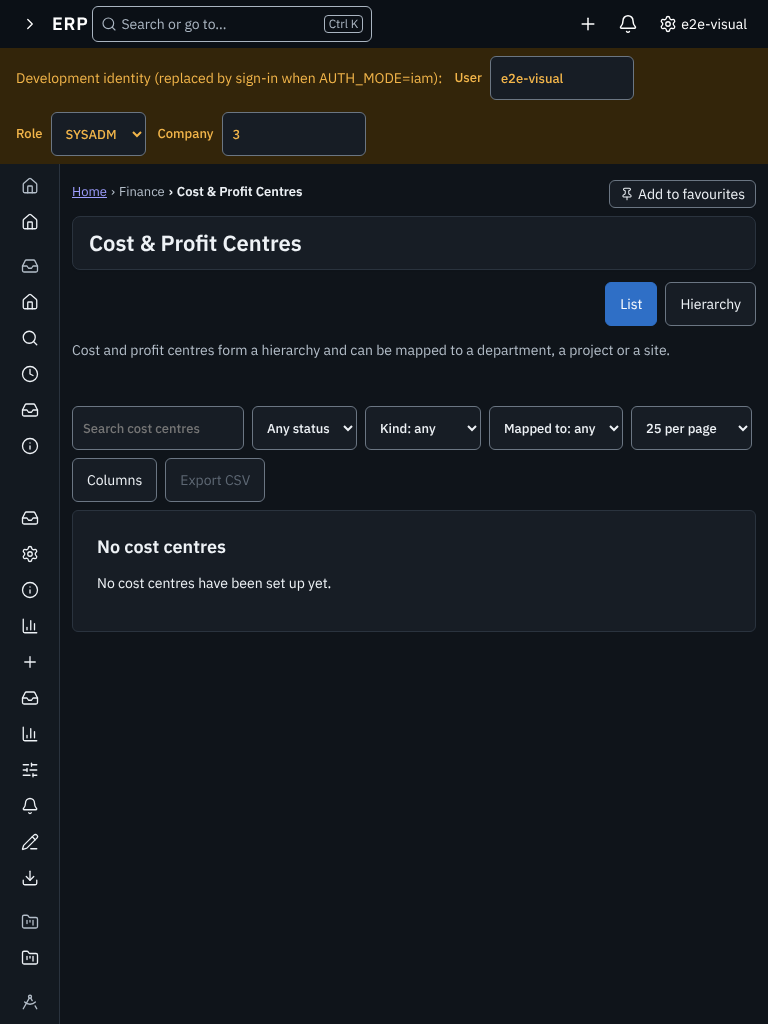 ERP Search or go to... Ctrl K e2e-visual
Development identity (replaced by sign-in when AUTH_MODE=iam): User e2e-visual
Role SYSADM Company 3
Home › Finance › Cost & Profit Centres Add to favourites
Cost & Profit Centres
List Hierarchy
Cost and profit centres form a hierarchy and can be mapped to a department, a project or a site.
Search cost centres Any status Kind: any Mapped to: any 25 per page
Columns Export CSV
No cost centres
No cost centres have been set up yet.